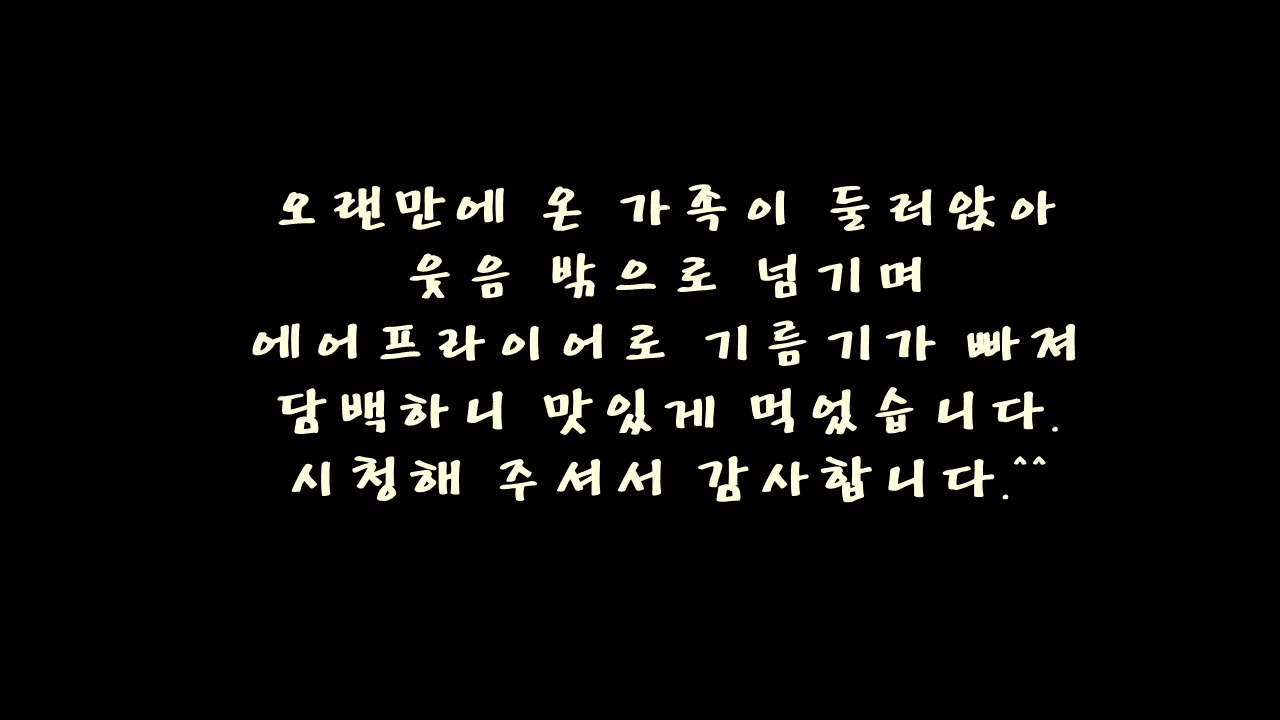 오랜만에 온 가족이 둘러앉아
웃음 밖으로 넘기며
에어프라이어로 기름기가 빠져
담백하니 맛있게 먹었습니다.
시청해 주셔서 감사합니다.^^